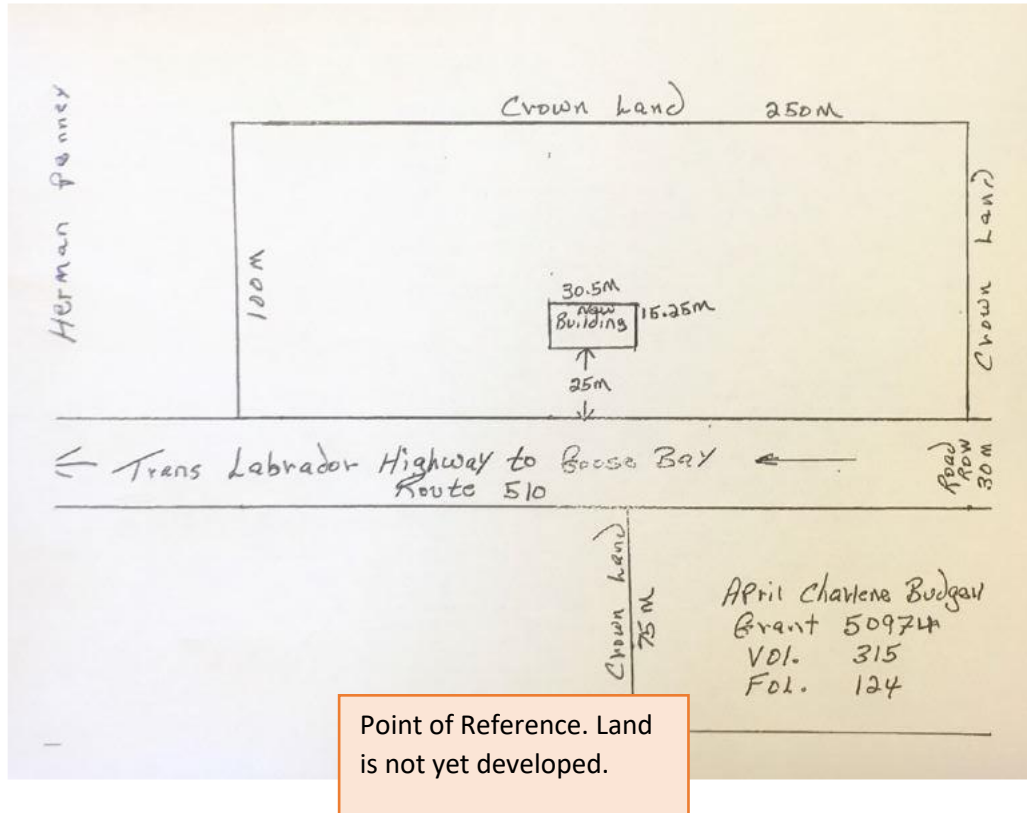 Crown Land 250M
Herman Penney
100M
Crown Land
30.5M
New
Building
15.25M
25m
Trans Labrador Highway to Goose Bay
Route 510
Road
Row
30M
Crown Land
75M
April Charlene Budgell
Grant 50974
Vol. 315
Fol. 124
Point of Reference. Land
is not yet developed.